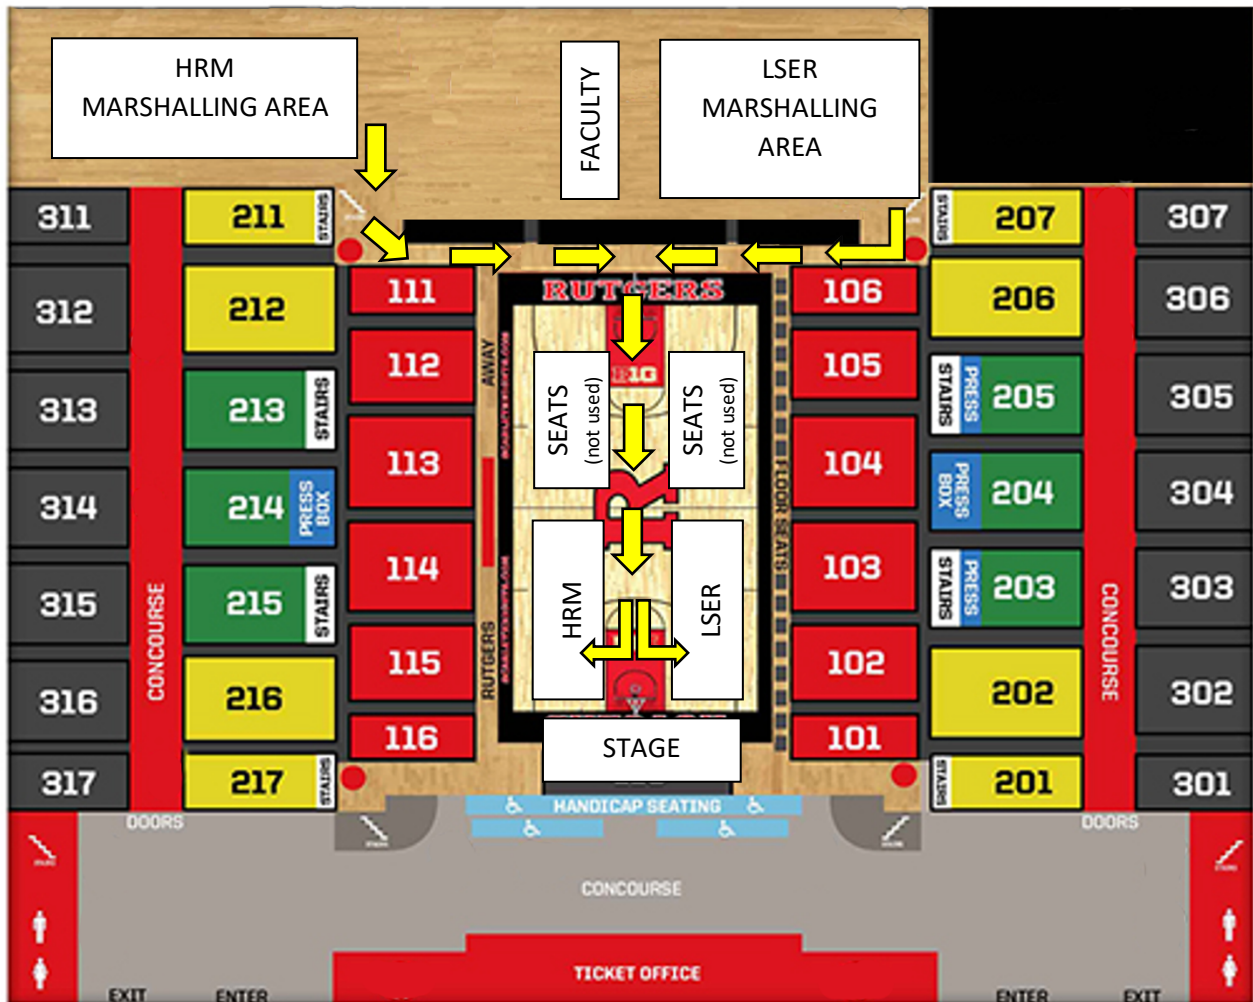 HRM
MARSHALLING AREA
FACULTY
LSER
MARSHALLING
AREA
311
211
STAIRS
STAIRS
207
307
312
212
111
RUTGERS
106
206
306
112
AWAY
B1G
105
313
213
STAIRS
SEATS
(not used)
SEATS
(not used)
STAIRS
PRESS
205
305
113
R
104
314
214
PRESS
BOX
FLOOR SEATS
PRESS
BOX
204
304
114
HRM
LSER
103
315
215
STAIRS
STAIRS
PRESS
203
303
CONCOURSE
CONCOURSE
115
RUTGERS
102
316
216
202
302
116
STAGE
101
317
217
STAIRS
STAIRS
201
301
HANDICAP SEATING
DOORS
DOORS
CONCOURSE
TICKET OFFICE
EXIT
ENTER
ENTER
EXIT